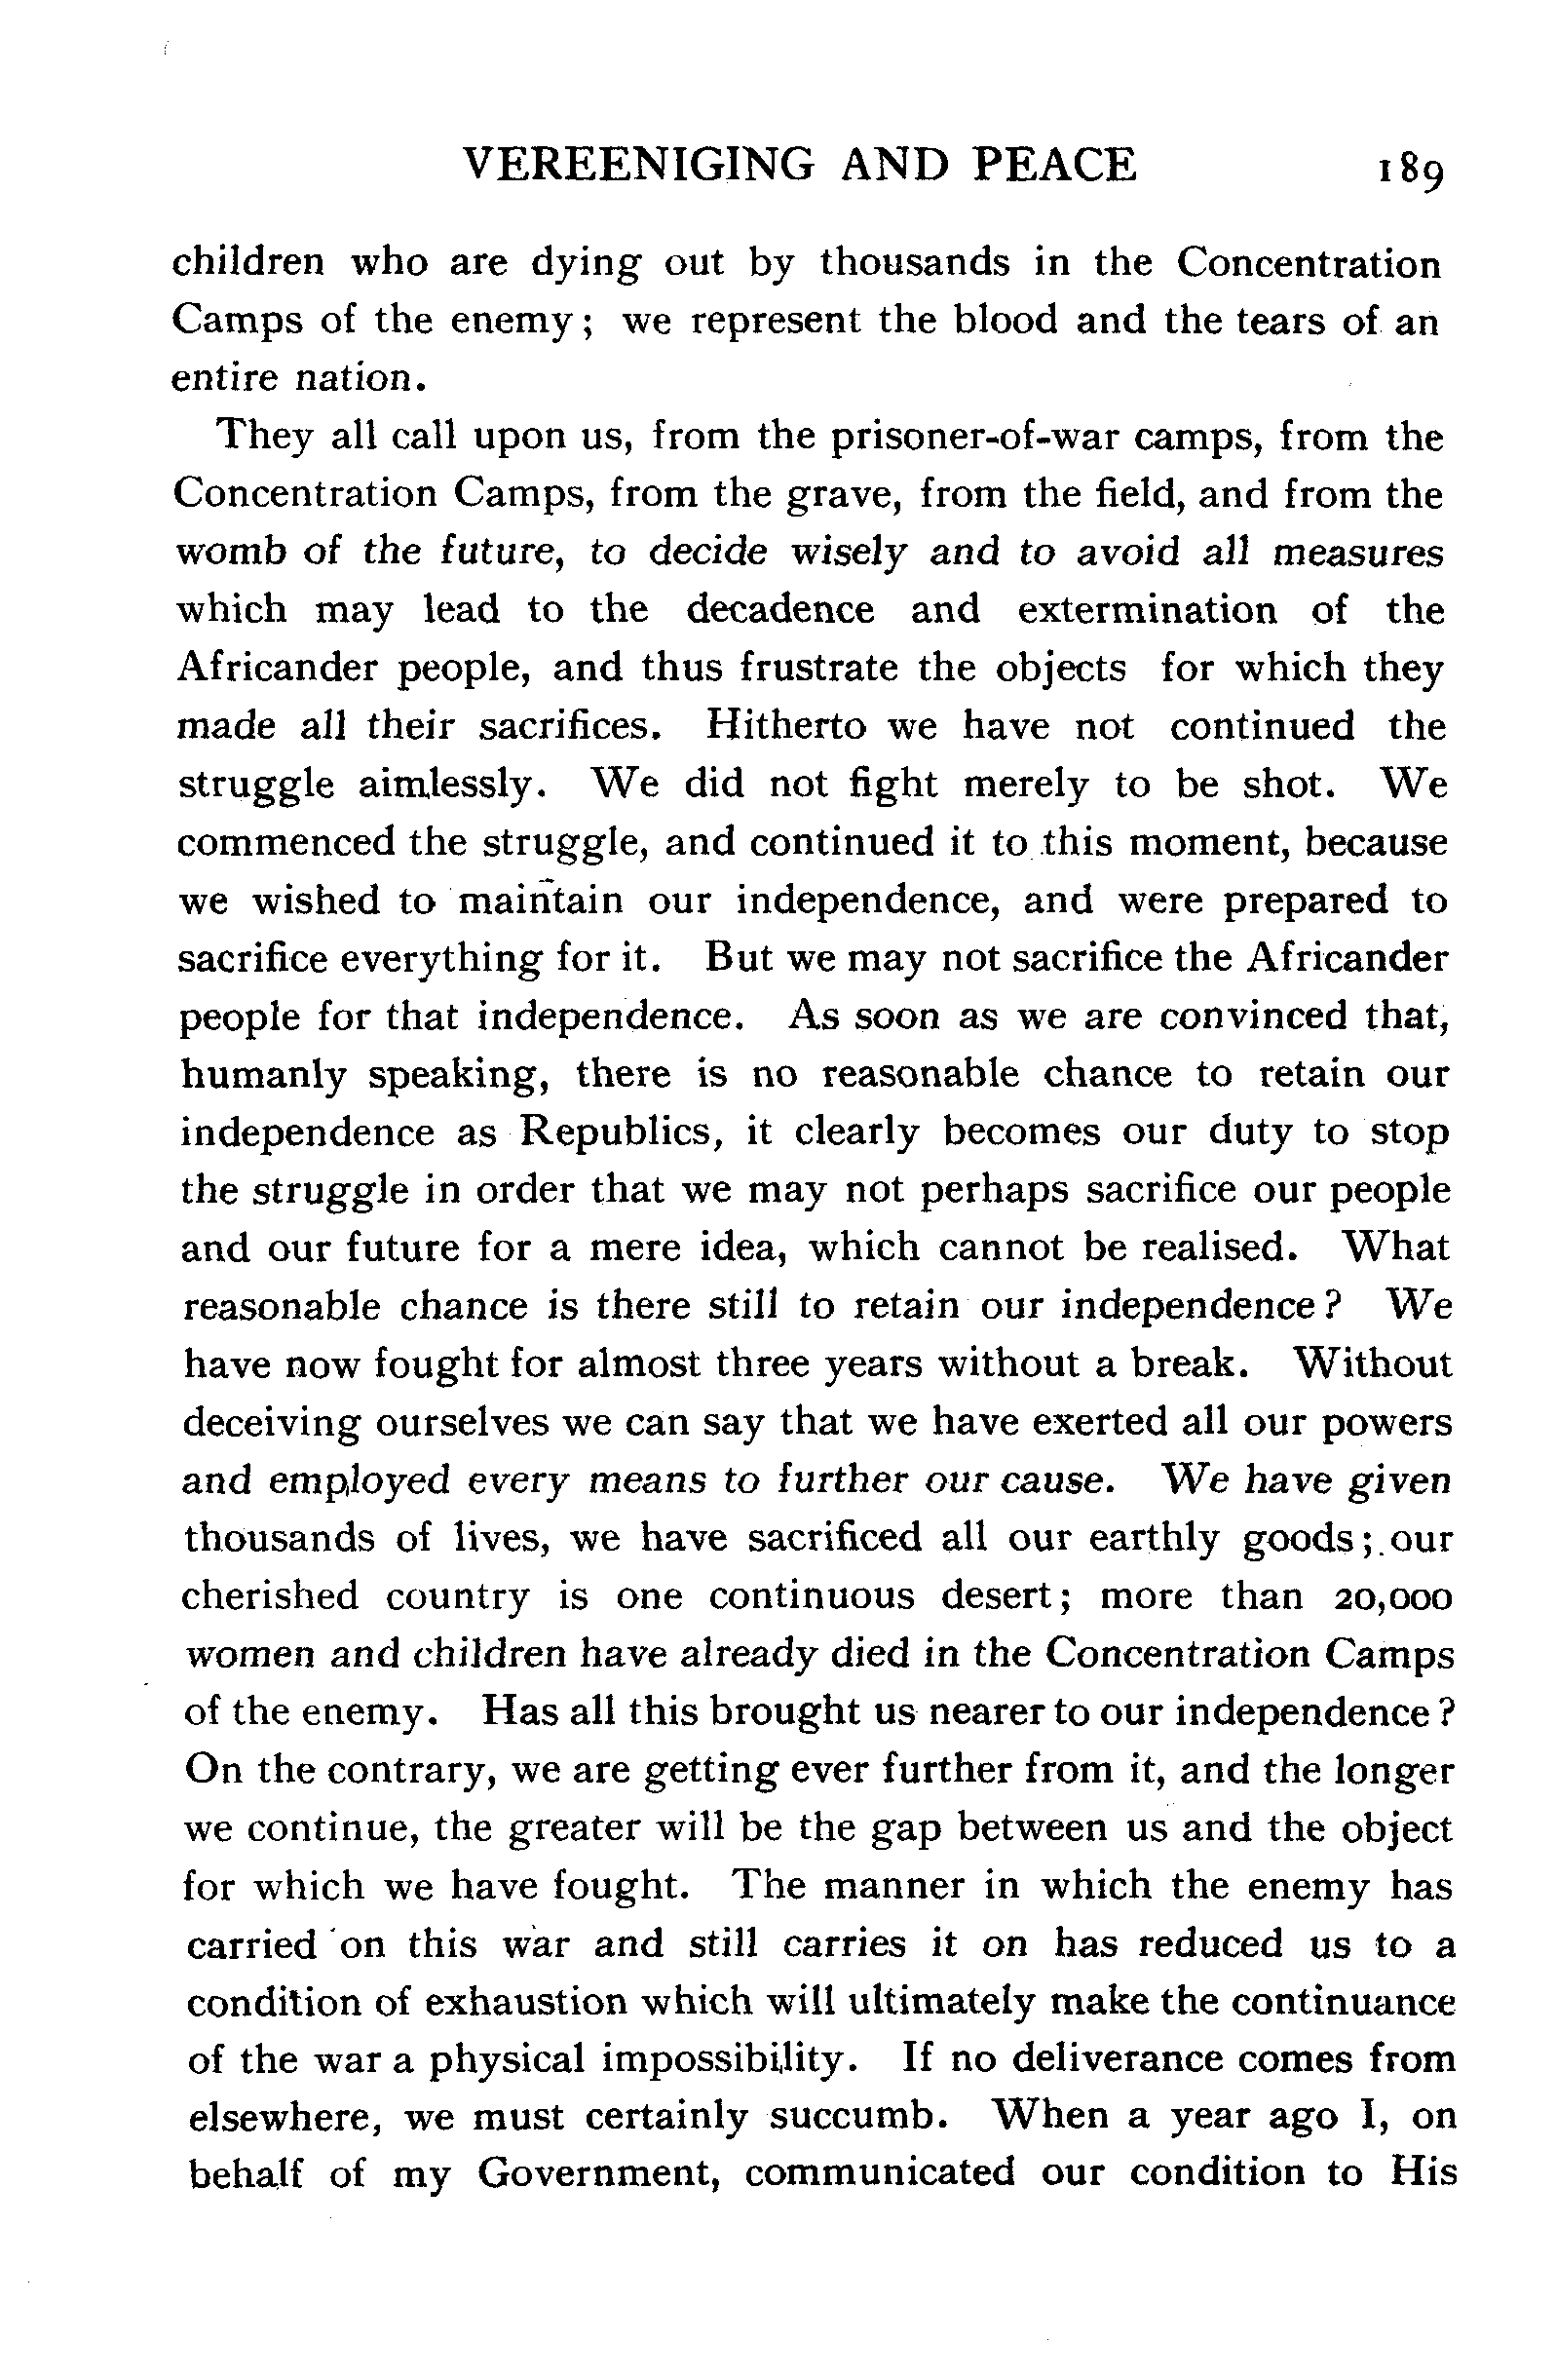 VEREENIGING AND PEACE 189
children who are dying out by thousands in the Concentration
Camps of the enemy; we represent the blood and the tears of an
entire nation.
They all call upon us, from the prisoner-of-war camps, from the
Concentration Camps, from the grave, from the field, and from the
womb of the future, to decide wisely and to avoid all measures
which may lead to the decadence and extermination of the
Africander people, and thus frustrate the objects for which they
made all their sacrifices. Hitherto we have not continued the
struggle aimlessly. We did not fight merely to be shot. We
commenced the struggle, and continued it to this moment, because
we wished to maintain our independence, and were prepared to
sacrifice everything for it. But we may not sacrifice the Africander
people for that independence. As soon as we are convinced that,
humanly speaking, there is no reasonable chance to retain our
independence as Republics, it clearly becomes our duty to stop
the struggle in order that we may not perhaps sacrifice our people
and our future for a mere idea, which cannot be realised. What
reasonable chance is there still to retain our independence? We
have now fought for almost three years without a break. Without
deceiving ourselves we can say that we have exerted all our powers
and employed every means to further our cause. We have given
thousands of lives, we have sacrificed all our earthly goods; our
cherished country is one continuous desert; more than 20,000
women and children have already died in the Concentration Camps
of the enemy. Has all this brought us nearer to our independence?
On the contrary, we are getting ever further from it, and the longer
we continue, the greater will be the gap between us and the object
for which we have fought. The manner in which the enemy has
carried on this war and still carries it on has reduced us to a
condition of exhaustion which will ultimately make the continuance
of the war a physical impossibility. If no deliverance comes from
elsewhere, we must certainly succumb. When a year ago I, on
behalf of my Government, communicated our condition to His